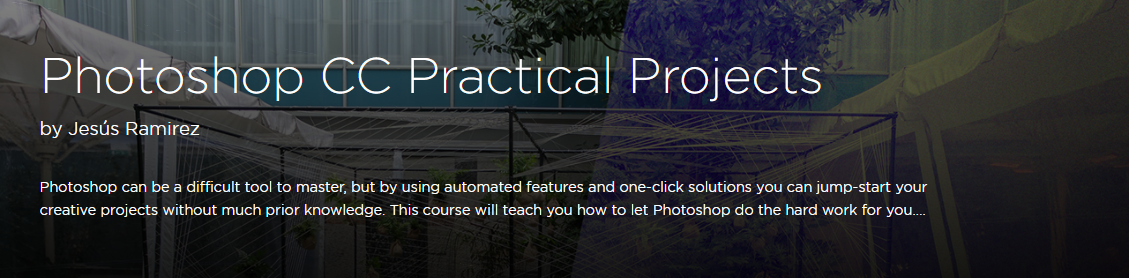 Photoshop CC Practical Projects
by Jesús Ramirez
Photoshop can be a difficult tool to master, but by using automated features and one-click solutions you can jump-start your
creative projects without much prior knowledge. This course will teach you how to let Photoshop do the hard work for you....